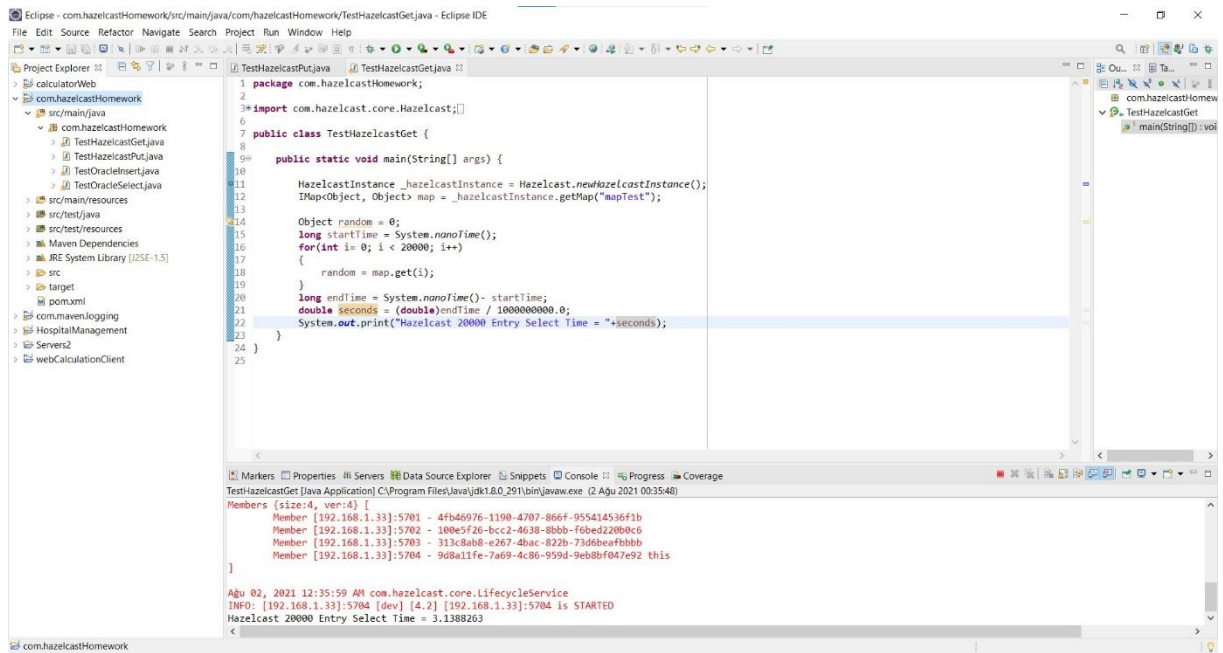 Eclipse - com.hazelcastHomework/src/main/java/com/hazelcastHomework/TestHazelcastGet.java - Eclipse IDE
File Edit Source Refactor Navigate Search Project Run Window Help
Project Explorer
calculatorWeb
com.hazelcastHomework
src/main/java
com.hazelcastHomework
TestHazelcastGet.java
TestHazelcastPut.java
TestOracleInsert.java
TestOracleSelect.java
src/main/resources
src/test/java
src/test/resources
Maven Dependencies
JRE System Library [J2SE-1.5]
src
target
pom.xml
com.maven.logging
HospitalManagement
Servers2
webCalculationClient
TestHazelcastPut.java TestHazelcastGet.java
1 package com.hazelcastHomework;
2
3 import com.hazelcast.core.Hazelcast;
6
7 public class TestHazelcastGet {
8
9 public static void main(String[] args) {
10
11 HazelcastInstance _hazelcastInstance = Hazelcast.newHazelcastInstance();
12 IMap<Object, Object> map = _hazelcastInstance.getMap("mapTest");
13
14 Object random = 0;
15 long startTime = System.nanoTime();
16 for(int i= 0; i < 20000; i++)
17 {
18 random = map.get(i);
19 }
20 long endTime = System.nanoTime()- startTime;
21 double seconds = (double)endTime / 1000000000.0;
22 System.out.print("Hazelcast 20000 Entry Select Time = "+seconds);
23 }
24 }
25
Ou... Ta...
com.hazelcastHomew
TestHazelcastGet
main(String[]) : voi
Markers Properties Servers Data Source Explorer Snippets Console Progress Coverage
TestHazelcastGet [Java Application] C:\Program Files\Java\jdk1.8.0_291\bin\javaw.exe (2 Ağu 2021 00:35:48)
Members {size:4, ver:4} [
Member [192.168.1.33]:5701 - 4fb46976-1190-4707-866f-955414536f1b
Member [192.168.1.33]:5702 - 100e5f26-bcc2-4638-8bbb-f6bed220b0c6
Member [192.168.1.33]:5703 - 313c8ab8-e267-4bac-822b-73d6beafbbbb
Member [192.168.1.33]:5704 - 9d8a11fe-7a69-4c86-959d-9eb8bf047e92 this
]
Ağu 02, 2021 12:35:59 AM com.hazelcast.core.LifecycleService
INFO: [192.168.1.33]:5704 [dev] [4.2] [192.168.1.33]:5704 is STARTED
Hazelcast 20000 Entry Select Time = 3.1388263
com.hazelcastHomework